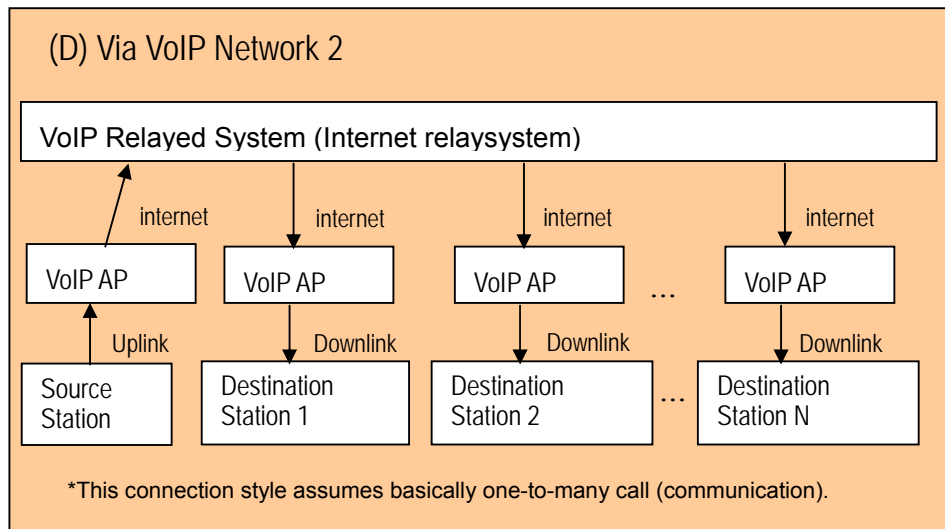 (D) Via VoIP Network 2
VoIP Relayed System (Internet relaysystem)
internet internet internet internet
VoIP AP VoIP AP VoIP AP ... VoIP AP
Uplink Downlink Downlink Downlink
Source
Station
Destination
Station 1
Destination
Station 2
...
Destination
Station N
*This connection style assumes basically one-to-many call (communication).